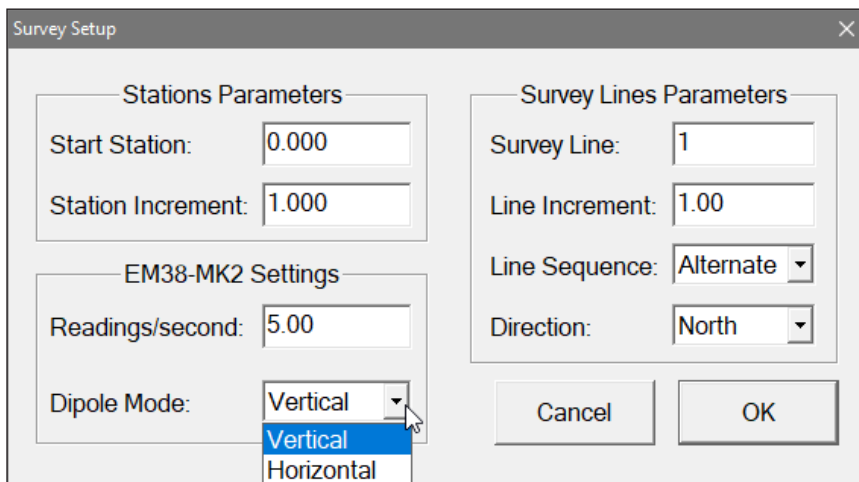 Survey Setup
Stations Parameters
Start Station: 0.000
Station Increment: 1.000
EM38-MK2 Settings
Readings/second: 5.00
Dipole Mode: Vertical
Vertical
Horizontal
Survey Lines Parameters
Survey Line: 1
Line Increment: 1.00
Line Sequence: Alternate
Direction: North
Cancel
OK